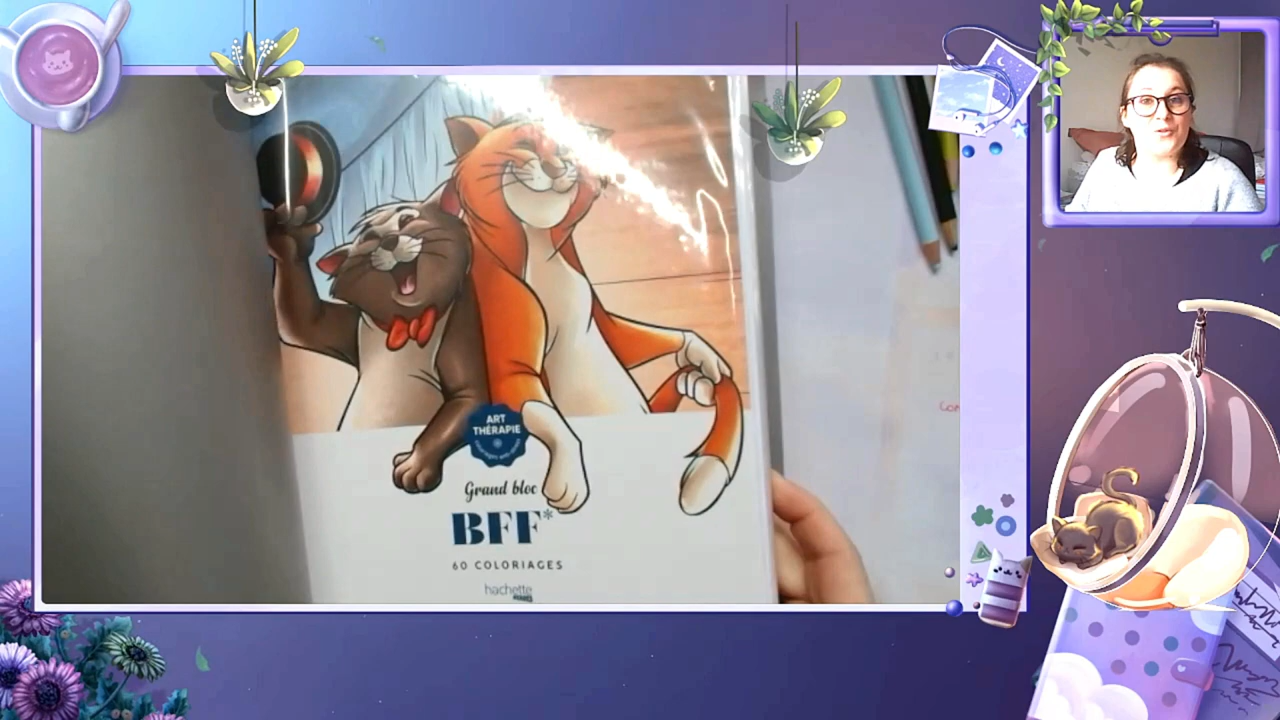 ART
THÉRAPIE
Grand bloc
BFF*
60 COLORIAGES
hachette